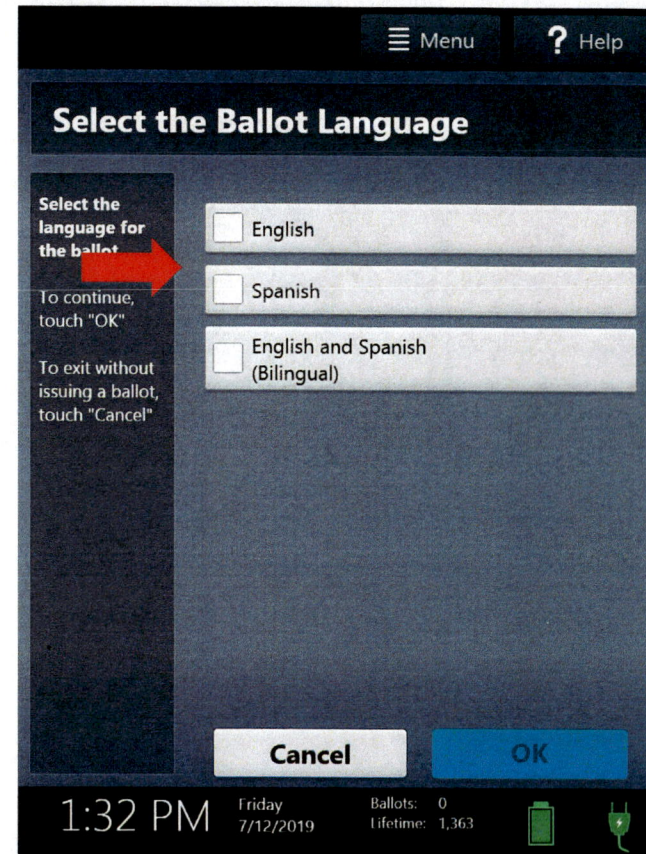 Menu
? Help
Select the Ballot Language
Select the
language for
the ballot
To continue,
touch "OK"
To exit without
issuing a ballot,
touch "Cancel"
English
Spanish
English and Spanish
(Bilingual)
Cancel
OK
1:32 PM
Friday
7/12/2019
Ballots: 0
Lifetime: 1,363